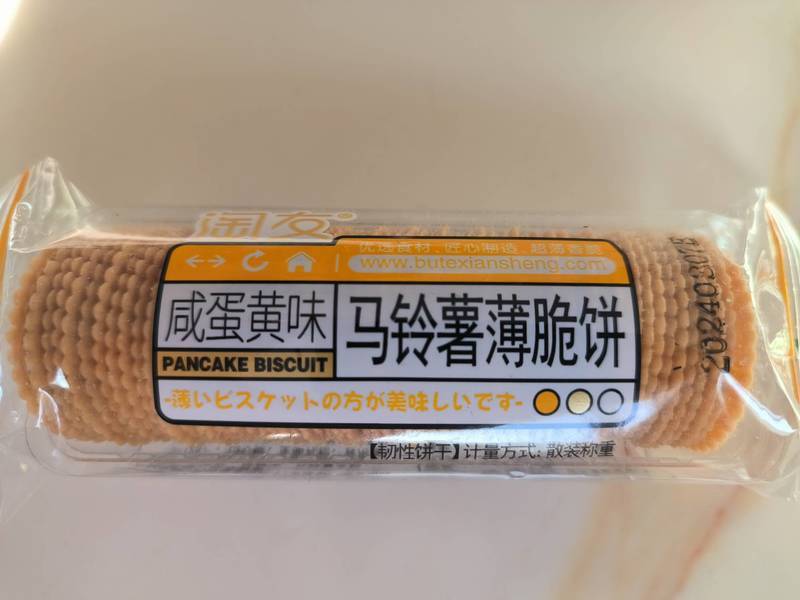 淘友
优选食材 匠心制造 超薄香脆
www.butexiansheng.com
咸蛋黄味
PANCAKE BISCUIT
马铃薯薄脆饼
-薄いビスケットの方が美味しいです-
【韧性饼干】计量方式:散装称重